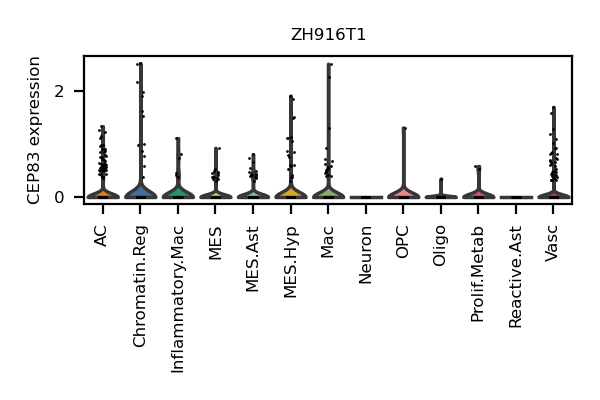 ZH916T1
CEP83 expression
2
0
AC
Chromatin.Reg
Inflammatory.Mac
MES
MES.Ast
MES.Hyp
Mac
Neuron
OPC
Oligo
Prolif.Metab
Reactive.Ast
Vasc